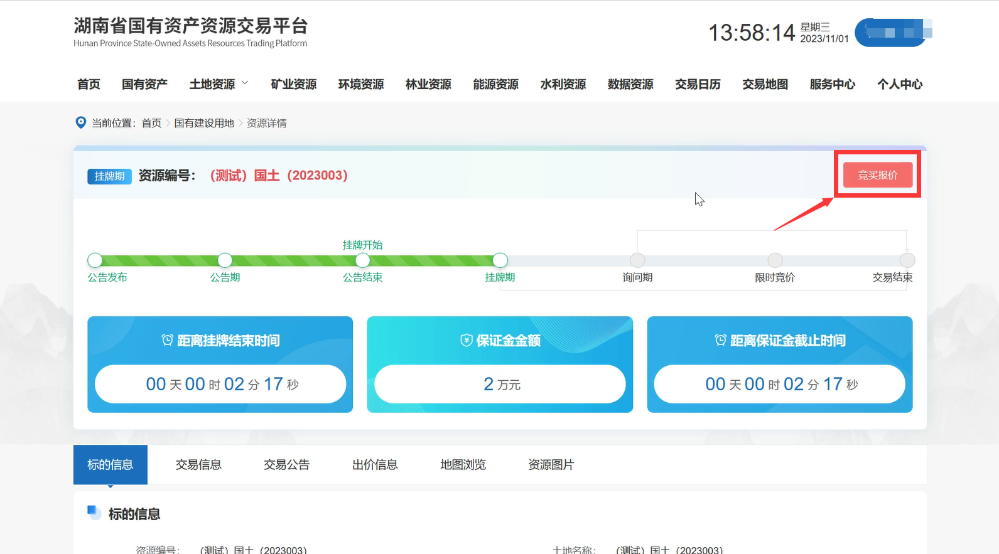 湖南省国有资产资源交易平台
Hunan Province State-Owned Assets Resources Trading Platform
13:58:14 星期三
2023/11/01
首页 国有资产 土地资源 矿业资源 环境资源 林业资源 能源资源 水利资源 数据资源 交易日历 交易地图 服务中心 个人中心
当前位置：首页 > 国有建设用地 > 资源详情
挂牌期 资源编号：（测试）国土（2023003） 竞买报价
挂牌开始
公告发布 公告期 公告结束 挂牌期 询问期 限时竞价 交易结束
距离挂牌结束时间 保证金金额 距离保证金截止时间
00 天 00 时 02 分 17 秒 2 万元 00 天 00 时 02 分 17 秒
标的信息 交易信息 交易公告 出价信息 地图浏览 资源图片
标的信息
资源编号：（测试）国土（2023003） 土地名称：（测试）国土（2023003）